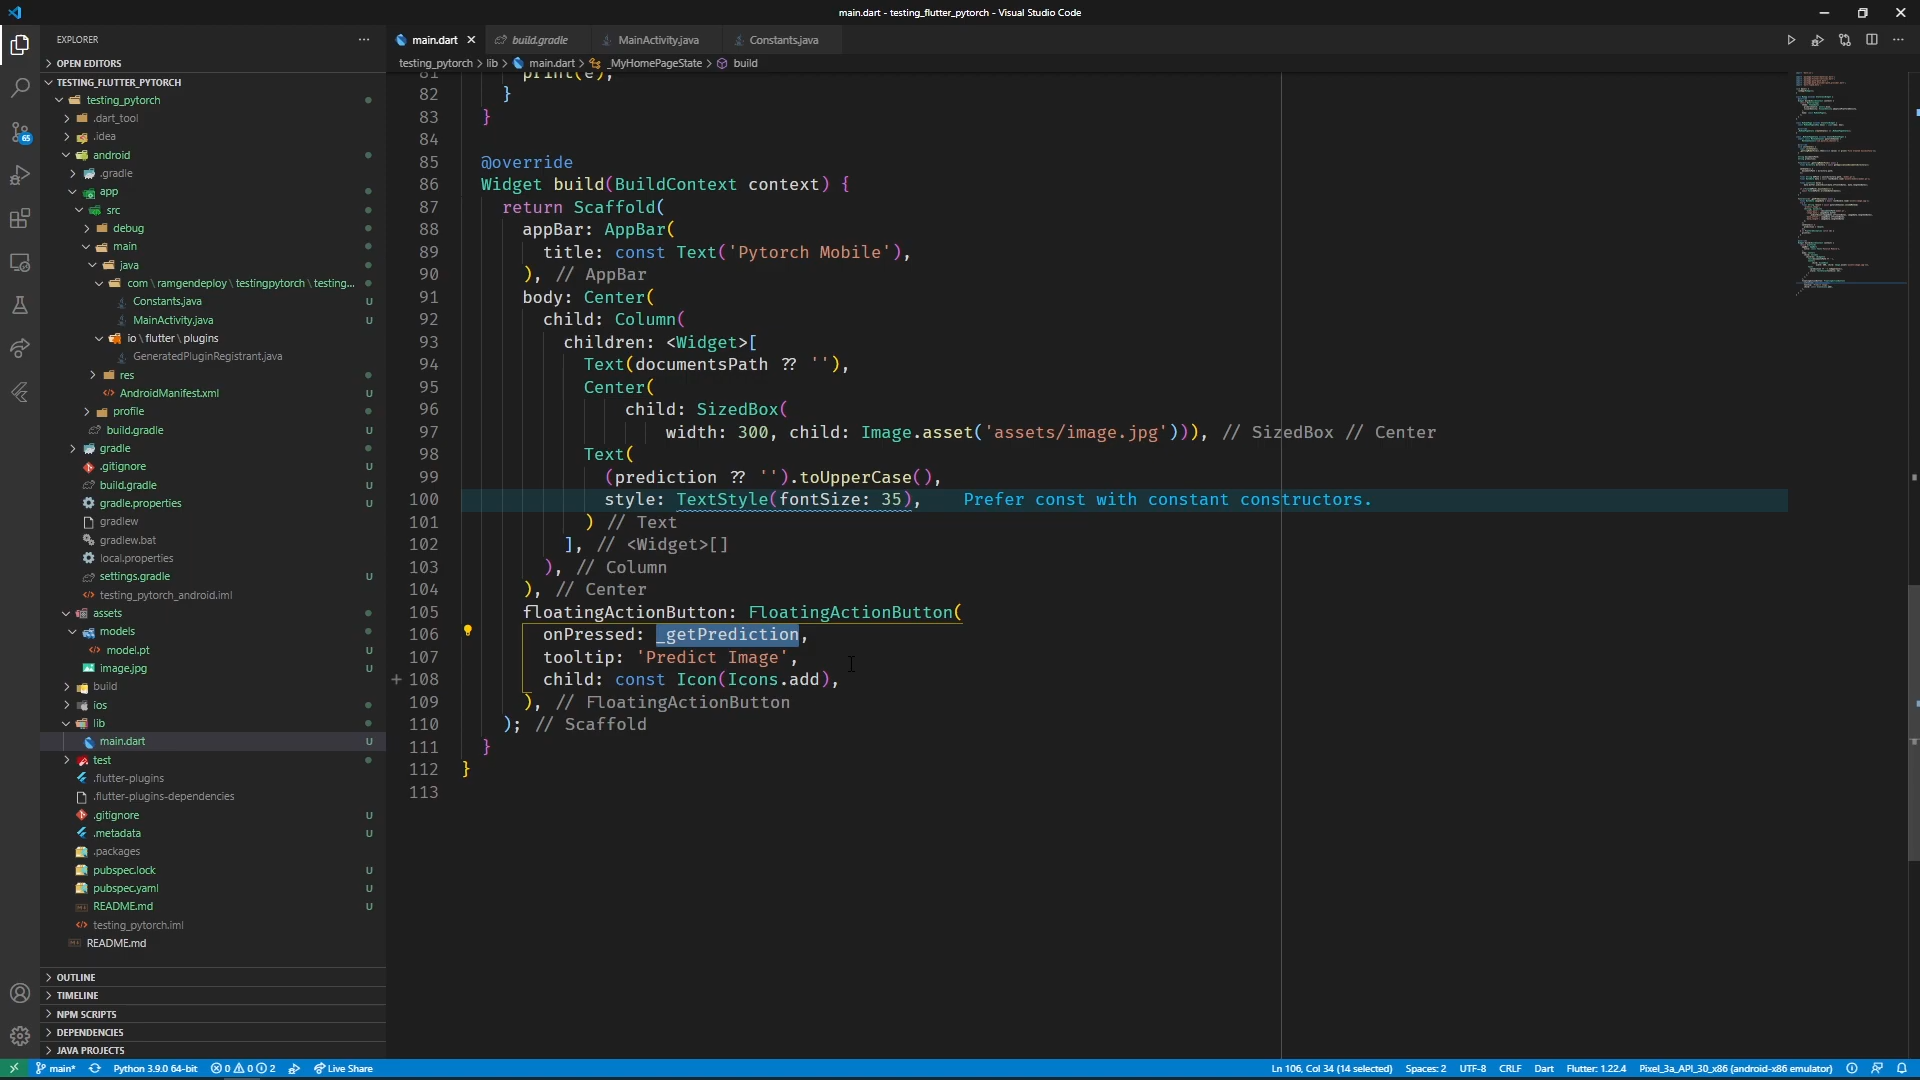 main.dart - testing_flutter_pytorch - Visual Studio Code
EXPLORER
main.dart
build.gradle
MainActivity.java
Constants.java
OPEN EDITORS
testing_pytorch > lib > main.dart > _MyHomePageState > build
TESTING_FLUTTER_PYTORCH
testing_pytorch
.dart_tool
.idea
android
.gradle
app
src
debug
main
java
com \ ramgendeploy \ testingpytorch \ testing...
Constants.java U
MainActivity.java U
io \ flutter \ plugins
GeneratedPluginRegistrant.java
res
AndroidManifest.xml U
profile
build.gradle U
gradle
.gitignore U
build.gradle U
gradle.properties U
gradlew
gradlew.bat
local.properties
settings.gradle U
testing_pytorch_android.iml
assets
models
model.pt
image.jpg
build
ios
lib
main.dart U
test
.flutter-plugins
.flutter-plugins-dependencies
.gitignore U
.metadata U
.packages
pubspec.lock U
pubspec.yaml U
README.md U
testing_pytorch.iml
README.md
OUTLINE
TIMELINE
NPM SCRIPTS
DEPENDENCIES
JAVA PROJECTS
81 print(e);
82 }
83 }
84
85 @override
86 Widget build(BuildContext context) {
87 return Scaffold(
88 appBar: AppBar(
89 title: const Text('Pytorch Mobile'),
90 ), // AppBar
91 body: Center(
92 child: Column(
93 children: <Widget>[
94 Text(documentsPath ?? ''),
95 Center(
96 child: SizedBox(
97 width: 300, child: Image.asset('assets/image.jpg'))), // SizedBox // Center
98 Text(
99 (prediction ?? '').toUpperCase(),
100 style: TextStyle(fontSize: 35), Prefer const with constant constructors.
101 ) // Text
102 ], // <Widget>[]
103 ), // Column
104 ), // Center
105 floatingActionButton: FloatingActionButton(
106 onPressed: _getPrediction,
107 tooltip: 'Predict Image',
108 child: const Icon(Icons.add),
109 ), // FloatingActionButton
110 ); // Scaffold
111 }
112 }
113
65
main* Python 3.9.0 64-bit 0 0 2 Live Share
Ln 106, Col 34 (14 selected) Spaces: 2 UTF-8 CRLF Dart Flutter: 1.22.4 Pixel_3a_API_30_x86 (android-x86 emulator)